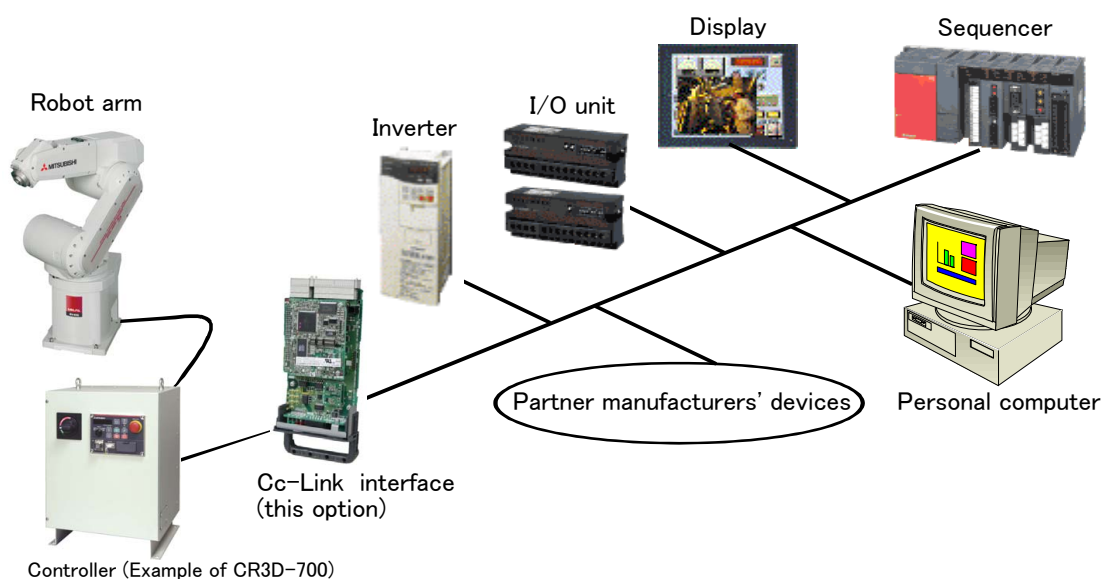 Display
Sequencer
Robot arm
I/O unit
Inverter
MITSUBISHI
Partner manufacturers' devices
Personal computer
Cc-Link interface
(this option)
Controller (Example of CR3D-700)